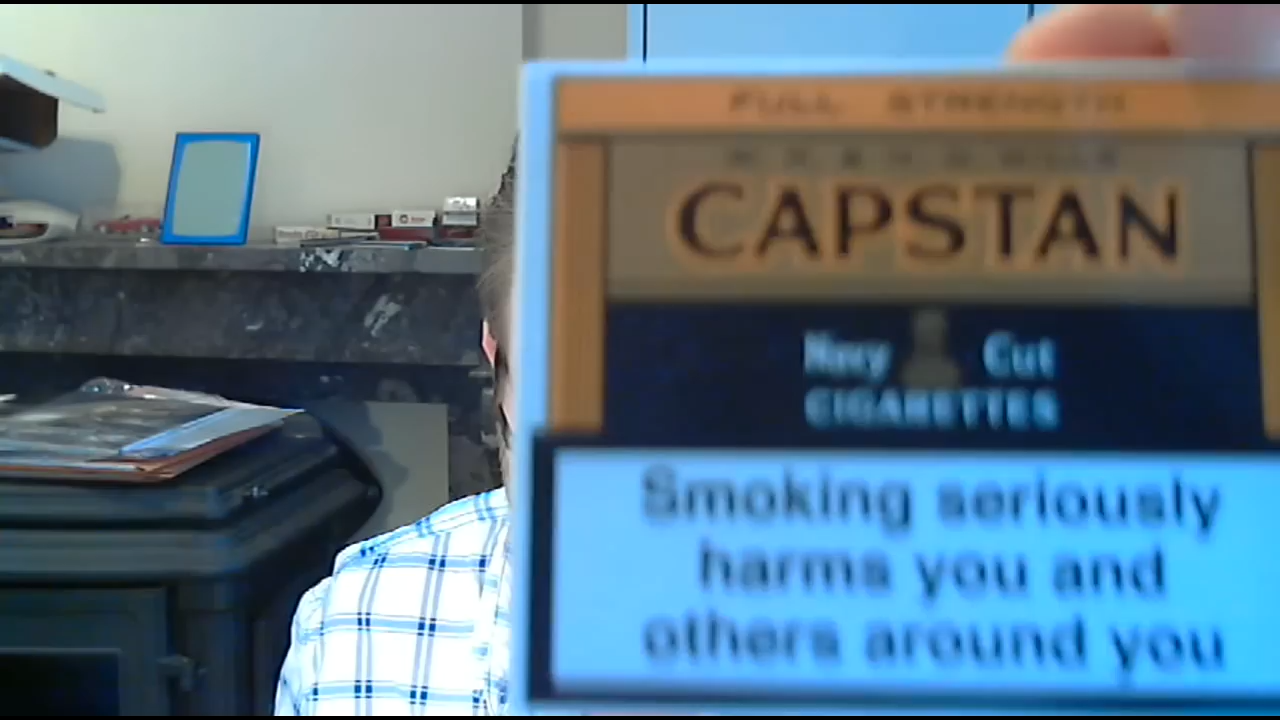 FULL STRENGTH
CAPSTAN
Navy Cut
CIGARETTES
Smoking seriously
harms you and
others around you